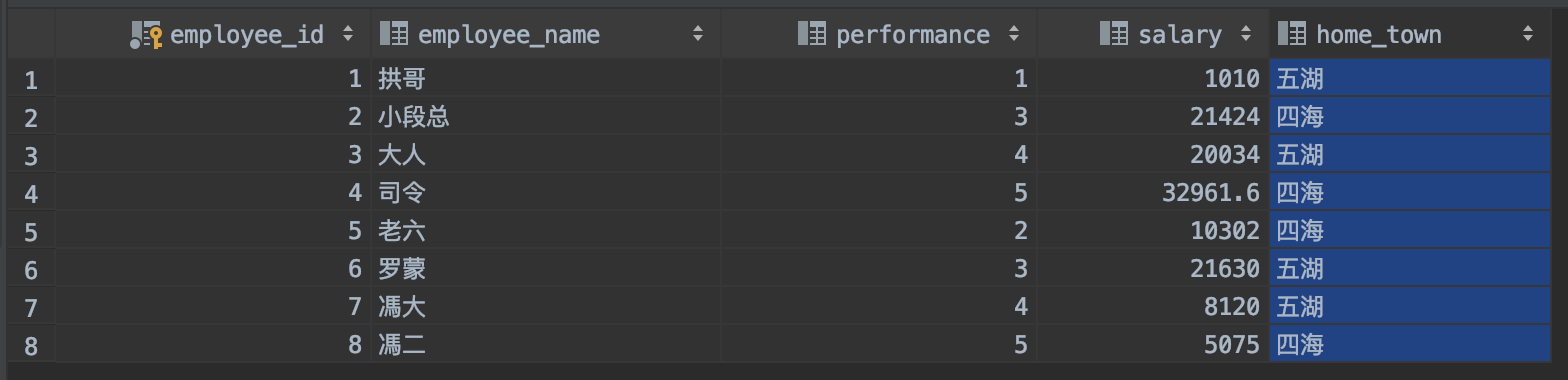 employee_id employee_name performance salary home_town
1 1 拱哥 1 1010 五湖
2 2 小段总 3 21424 四海
3 3 大人 4 20034 五湖
4 4 司令 5 32961.6 四海
5 5 老六 2 10302 四海
6 6 罗蒙 3 21630 五湖
7 7 馮大 4 8120 五湖
8 8 馮二 5 5075 四海